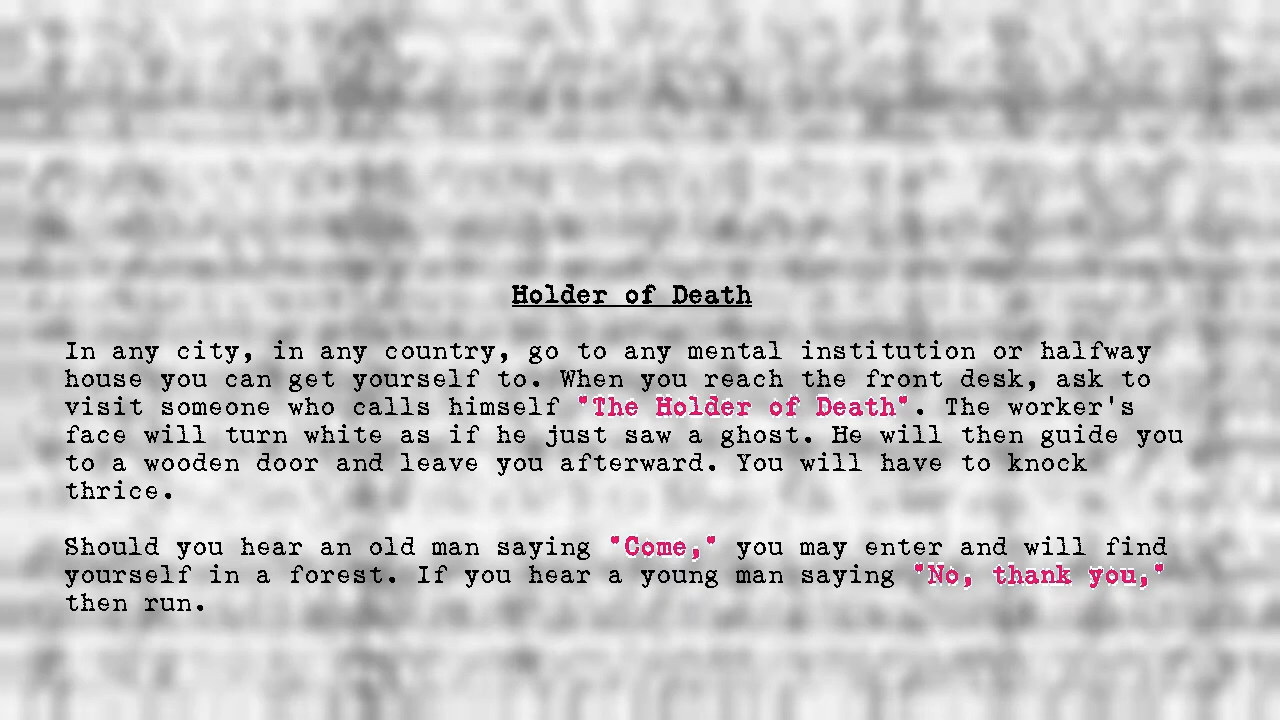 Holder of Death
In any city, in any country, go to any mental institution or halfway
house you can get yourself to. When you reach the front desk, ask to
visit someone who calls himself "The Holder of Death". The worker's
face will turn white as if he just saw a ghost. He will then guide you
to a wooden door and leave you afterward. You will have to knock
thrice.
Should you hear an old man saying "Come," you may enter and will find
yourself in a forest. If you hear a young man saying "No, thank you,"
then run.